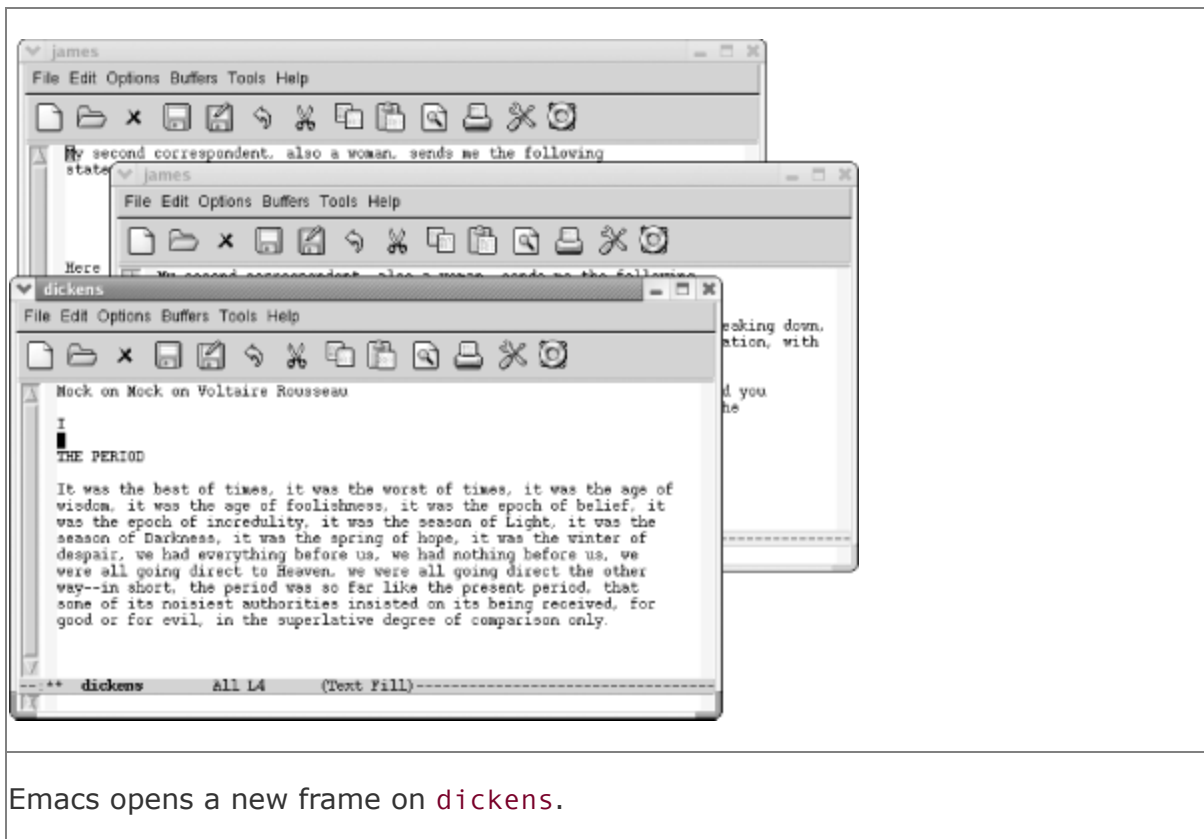 james
File Edit Options Buffers Tools Help
My second correspondent, also a woman, sends me the following
state
james
File Edit Options Buffers Tools Help
Here
My second correspondent, also a woman, sends me the following
eaking down,
ation, with
d you
he
dickens
File Edit Options Buffers Tools Help
Mock on Mock on Voltaire Rousseau
I
THE PERIOD
It was the best of times, it was the worst of times, it was the age of
wisdom, it was the age of foolishness, it was the epoch of belief, it
was the epoch of incredulity, it was the season of Light, it was the
season of Darkness, it was the spring of hope, it was the winter of
despair, we had everything before us, we had nothing before us, we
were all going direct to Heaven, we were all going direct the other
way--in short, the period was so far like the present period, that
some of its noisiest authorities insisted on its being received, for
good or for evil, in the superlative degree of comparison only.
--:** dickens All L4 (Text Fill)--------------------------------
Emacs opens a new frame on dickens.